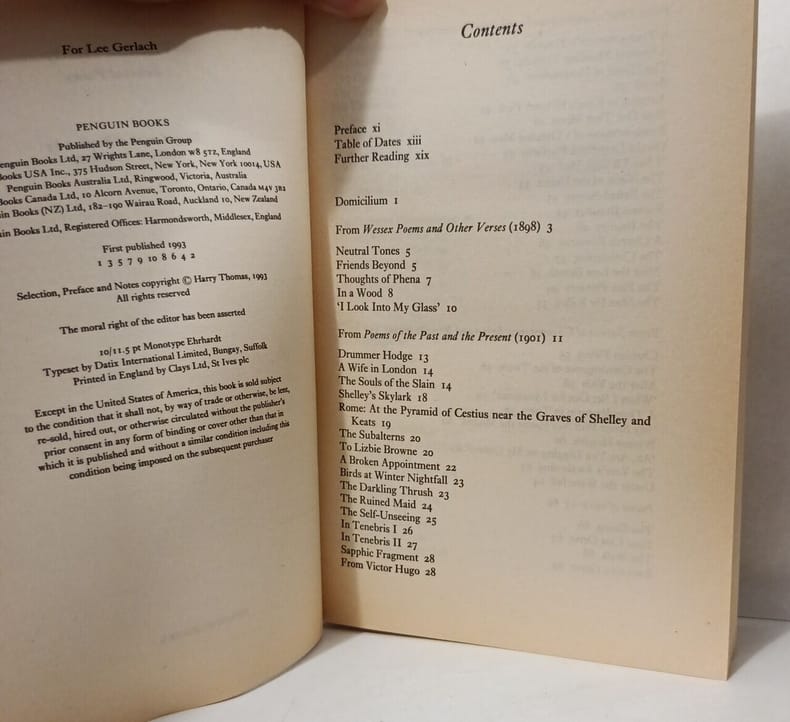 For Lee Gerlach
PENGUIN BOOKS
Published by the Penguin Group
enguin Books Ltd, 27 Wrights Lane, London W8 5TZ, England
ooks USA Inc., 375 Hudson Street, New York, New York 10014, USA
Penguin Books Australia Ltd, Ringwood, Victoria, Australia
Books Canada Ltd, 10 Alcorn Avenue, Toronto, Ontario, Canada M4V 3B2
in Books (NZ) Ltd, 182–190 Wairau Road, Auckland 10, New Zealand
in Books Ltd, Registered Offices: Harmondsworth, Middlesex, England
First published 1993
1 3 5 7 9 10 8 6 4 2
Selection, Preface and Notes copyright © Harry Thomas, 1993
All rights reserved
The moral right of the editor has been asserted
10/11.5 pt Monotype Ehrhardt
Typeset by Datix International Limited, Bungay, Suffolk
Printed in England by Clays Ltd, St Ives plc
Except in the United States of America, this book is sold subject
to the condition that it shall not, by way of trade or otherwise, be lent,
re-sold, hired out, or otherwise circulated without the publisher's
prior consent in any form of binding or cover other than that in
which it is published and without a similar condition including this
condition being imposed on the subsequent purchaser
Contents
Preface xi
Table of Dates xiii
Further Reading xix
Domicilium 1
From Wessex Poems and Other Verses (1898) 3
Neutral Tones 5
Friends Beyond 5
Thoughts of Phena 7
In a Wood 8
'I Look Into My Glass' 10
From Poems of the Past and the Present (1901) 11
Drummer Hodge 13
A Wife in London 14
The Souls of the Slain 14
Shelley's Skylark 18
Rome: At the Pyramid of Cestius near the Graves of Shelley and
Keats 19
The Subalterns 20
To Lizbie Browne 20
A Broken Appointment 22
Birds at Winter Nightfall 23
The Darkling Thrush 23
The Ruined Maid 24
The Self-Unseeing 25
In Tenebris I 26
In Tenebris II 27
Sapphic Fragment 28
From Victor Hugo 28